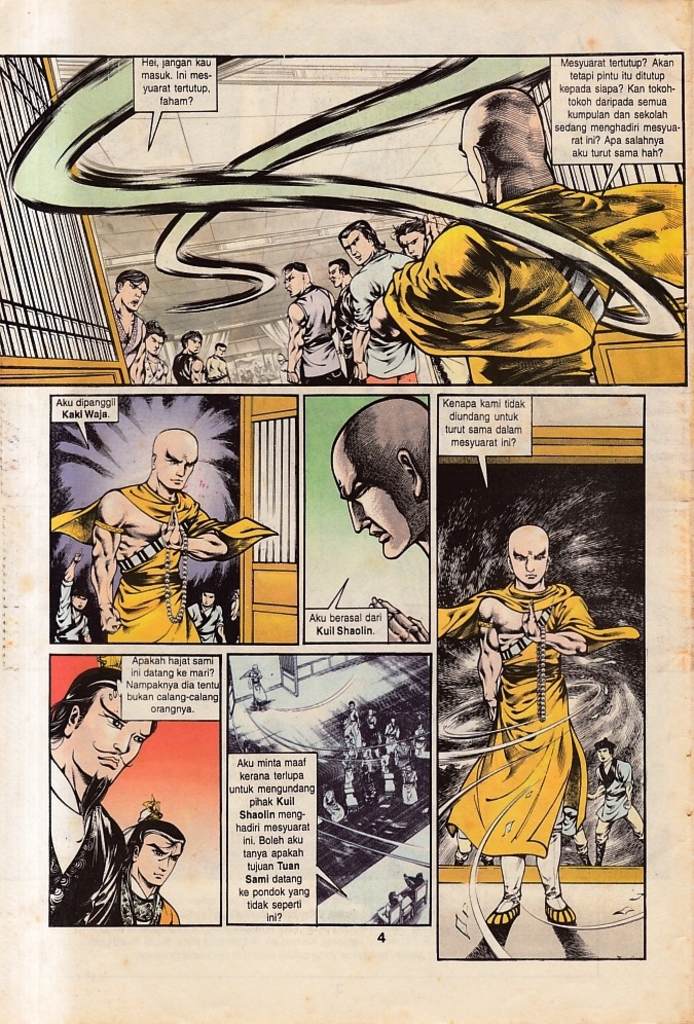 Hei, jangan kau
masuk. Ini mes-
yuarat tertutup,
faham?
Mesyuarat tertutup? Akan
tetapi pintu itu ditutup
kepada siapa? Kan tokoh-
tokoh daripada semua
kumpulan dan sekolah
sedang menghadiri mesyua-
rat ini? Apa salahnya
aku turut sama hah?
Aku dipanggil
Kaki Waja.
Aku berasal dari
Kuil Shaolin.
Kenapa kami tidak
diundang untuk
turut sama dalam
mesyuarat ini?
Apakah hajat sami
ini datang ke mari?
Nampaknya dia tentu
bukan calang-calang
orangnya.
Aku minta maaf
kerana terlupa
untuk mengundang
pihak Kuil
Shaolin meng-
hadiri mesyuarat
ini. Boleh aku
tanya apakah
tujuan Tuan
Sami datang
ke pondok yang
tidak seperti
ini?
4